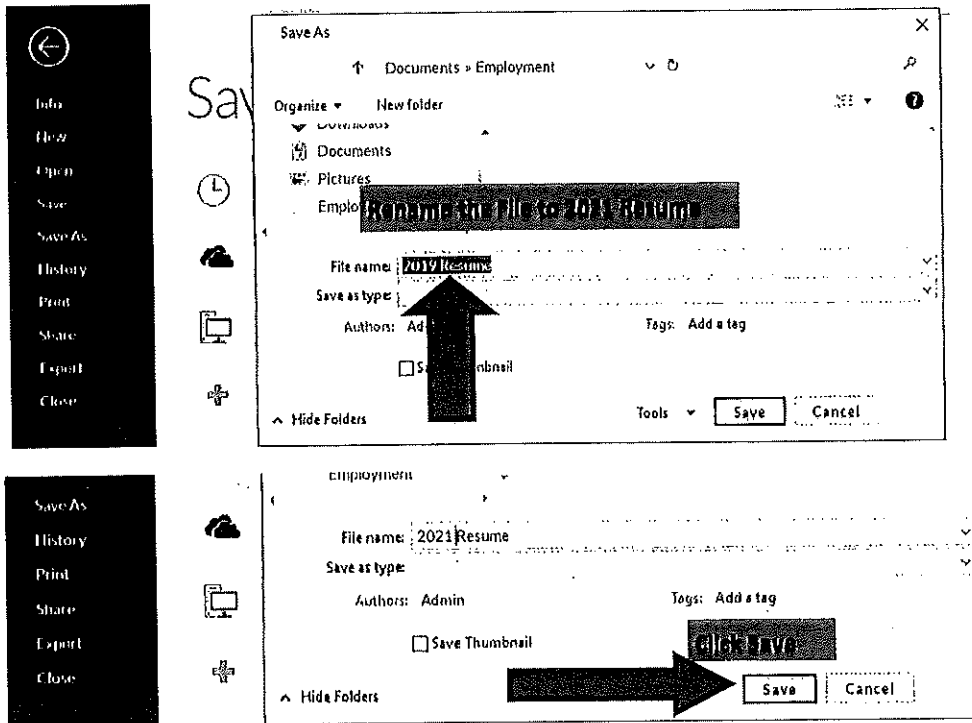 Save As
Documents » Employment
Info
Sav
Organize
New folder
New
Downloads
Open
Documents
Pictures
Save
Emplo
Rename the File to 2021 Resume
Save As
History
File name: 2019 Resume
Print
Save as type:
Share
Authors: Ad
Tags: Add a tag
Export
Close
Hide Folders
Tools
Save
Cancel
Employment
Save As
History
File name: 2021 Resume
Print
Save as type:
Share
Authors: Admin
Tags: Add a tag
Export
Save Thumbnail
Click Save
Close
Hide Folders
Save
Cancel